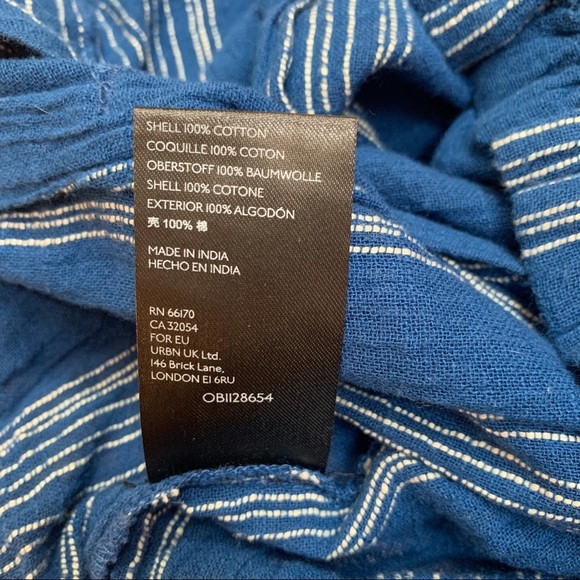 SHELL 100% COTTON
COQUILLE 100% COTON
OBERSTOFF 100% BAUMWOLLE
SHELL 100% COTONE
EXTERIOR 100% ALGODÓN
売 100% 棉
MADE IN INDIA
HECHO EN INDIA
RN 66170
CA 32054
FOR EU
URBN UK Ltd.
146 Brick Lane,
LONDON E1 6RU
OB1128654